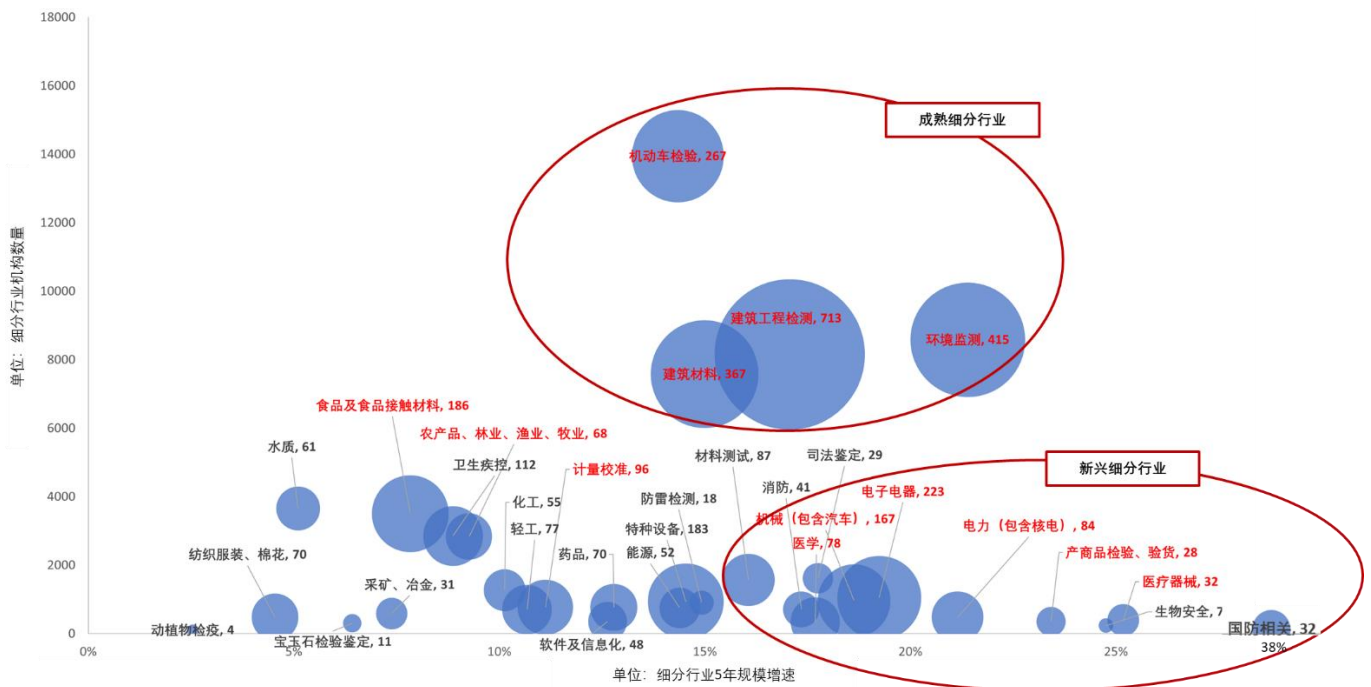 18000
16000
14000
12000
10000
8000
6000
4000
2000
0
单位：细分行业机构数量
成熟细分行业
机动车检验, 267
建筑工程检测, 713
环境监测, 415
建筑材料, 367
食品及食品接触材料, 186
农产品、林业、渔业、牧业, 68
水质, 61
卫生疾控, 112
计量校准, 96
材料测试, 87
司法鉴定, 29
新兴细分行业
化工, 55
防雷检测, 18
消防, 41
电子电器, 223
轻工, 77
特种设备, 183
机械（包含汽车）, 167
电力（包含核电）, 84
纺织服装、棉花, 70
药品, 70
能源, 52
医学, 78
产商品检验、验货, 28
采矿、冶金, 31
医疗器械, 32
生物安全, 7
动植物检疫, 4
宝玉石检验鉴定, 11
软件及信息化, 48
国防相关, 32
0%
5%
10%
15%
20%
25%
38%
单位：细分行业5年规模增速